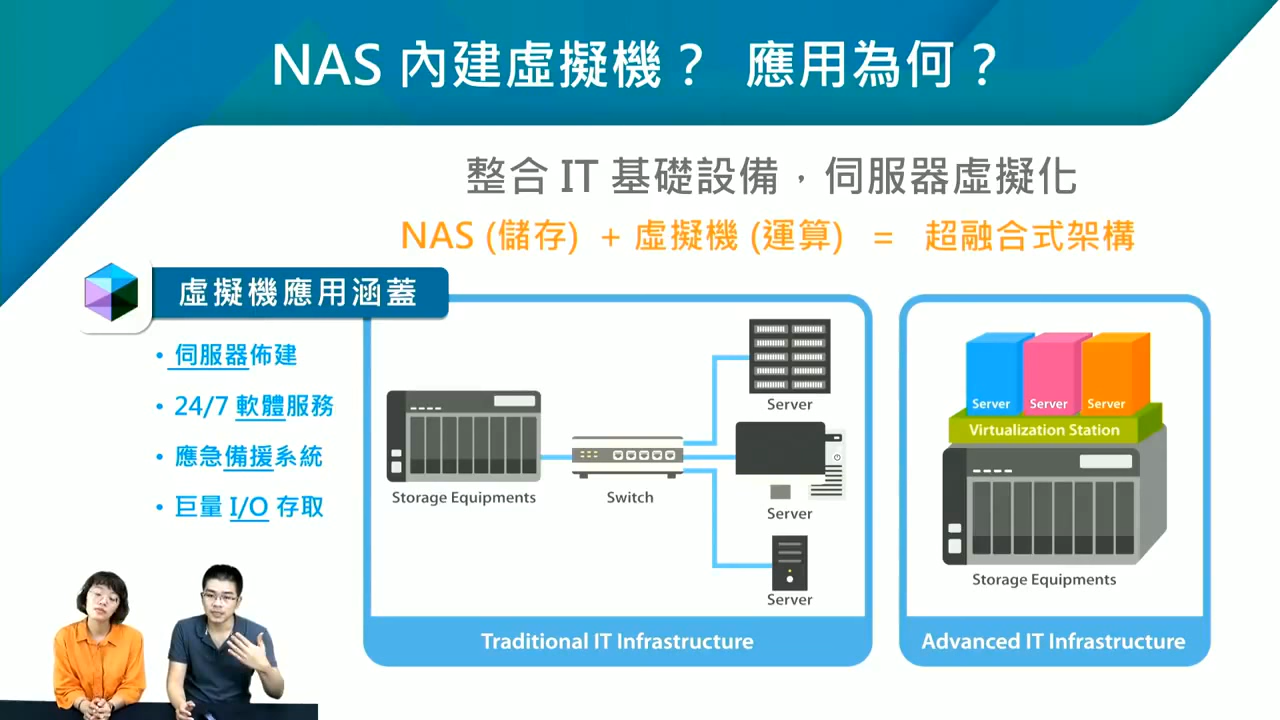 NAS 內建虛擬機？ 應用為何？
整合 IT 基礎設備，伺服器虛擬化
NAS (儲存) + 虛擬機 (運算) = 超融合式架構
虛擬機應用涵蓋
• 伺服器佈建
• 24/7 軟體服務
• 應急備援系統
• 巨量 I/O 存取
Storage Equipments
Switch
Server
Server
Server
Traditional IT Infrastructure
Server Server Server
Virtualization Station
Storage Equipments
Advanced IT Infrastructure